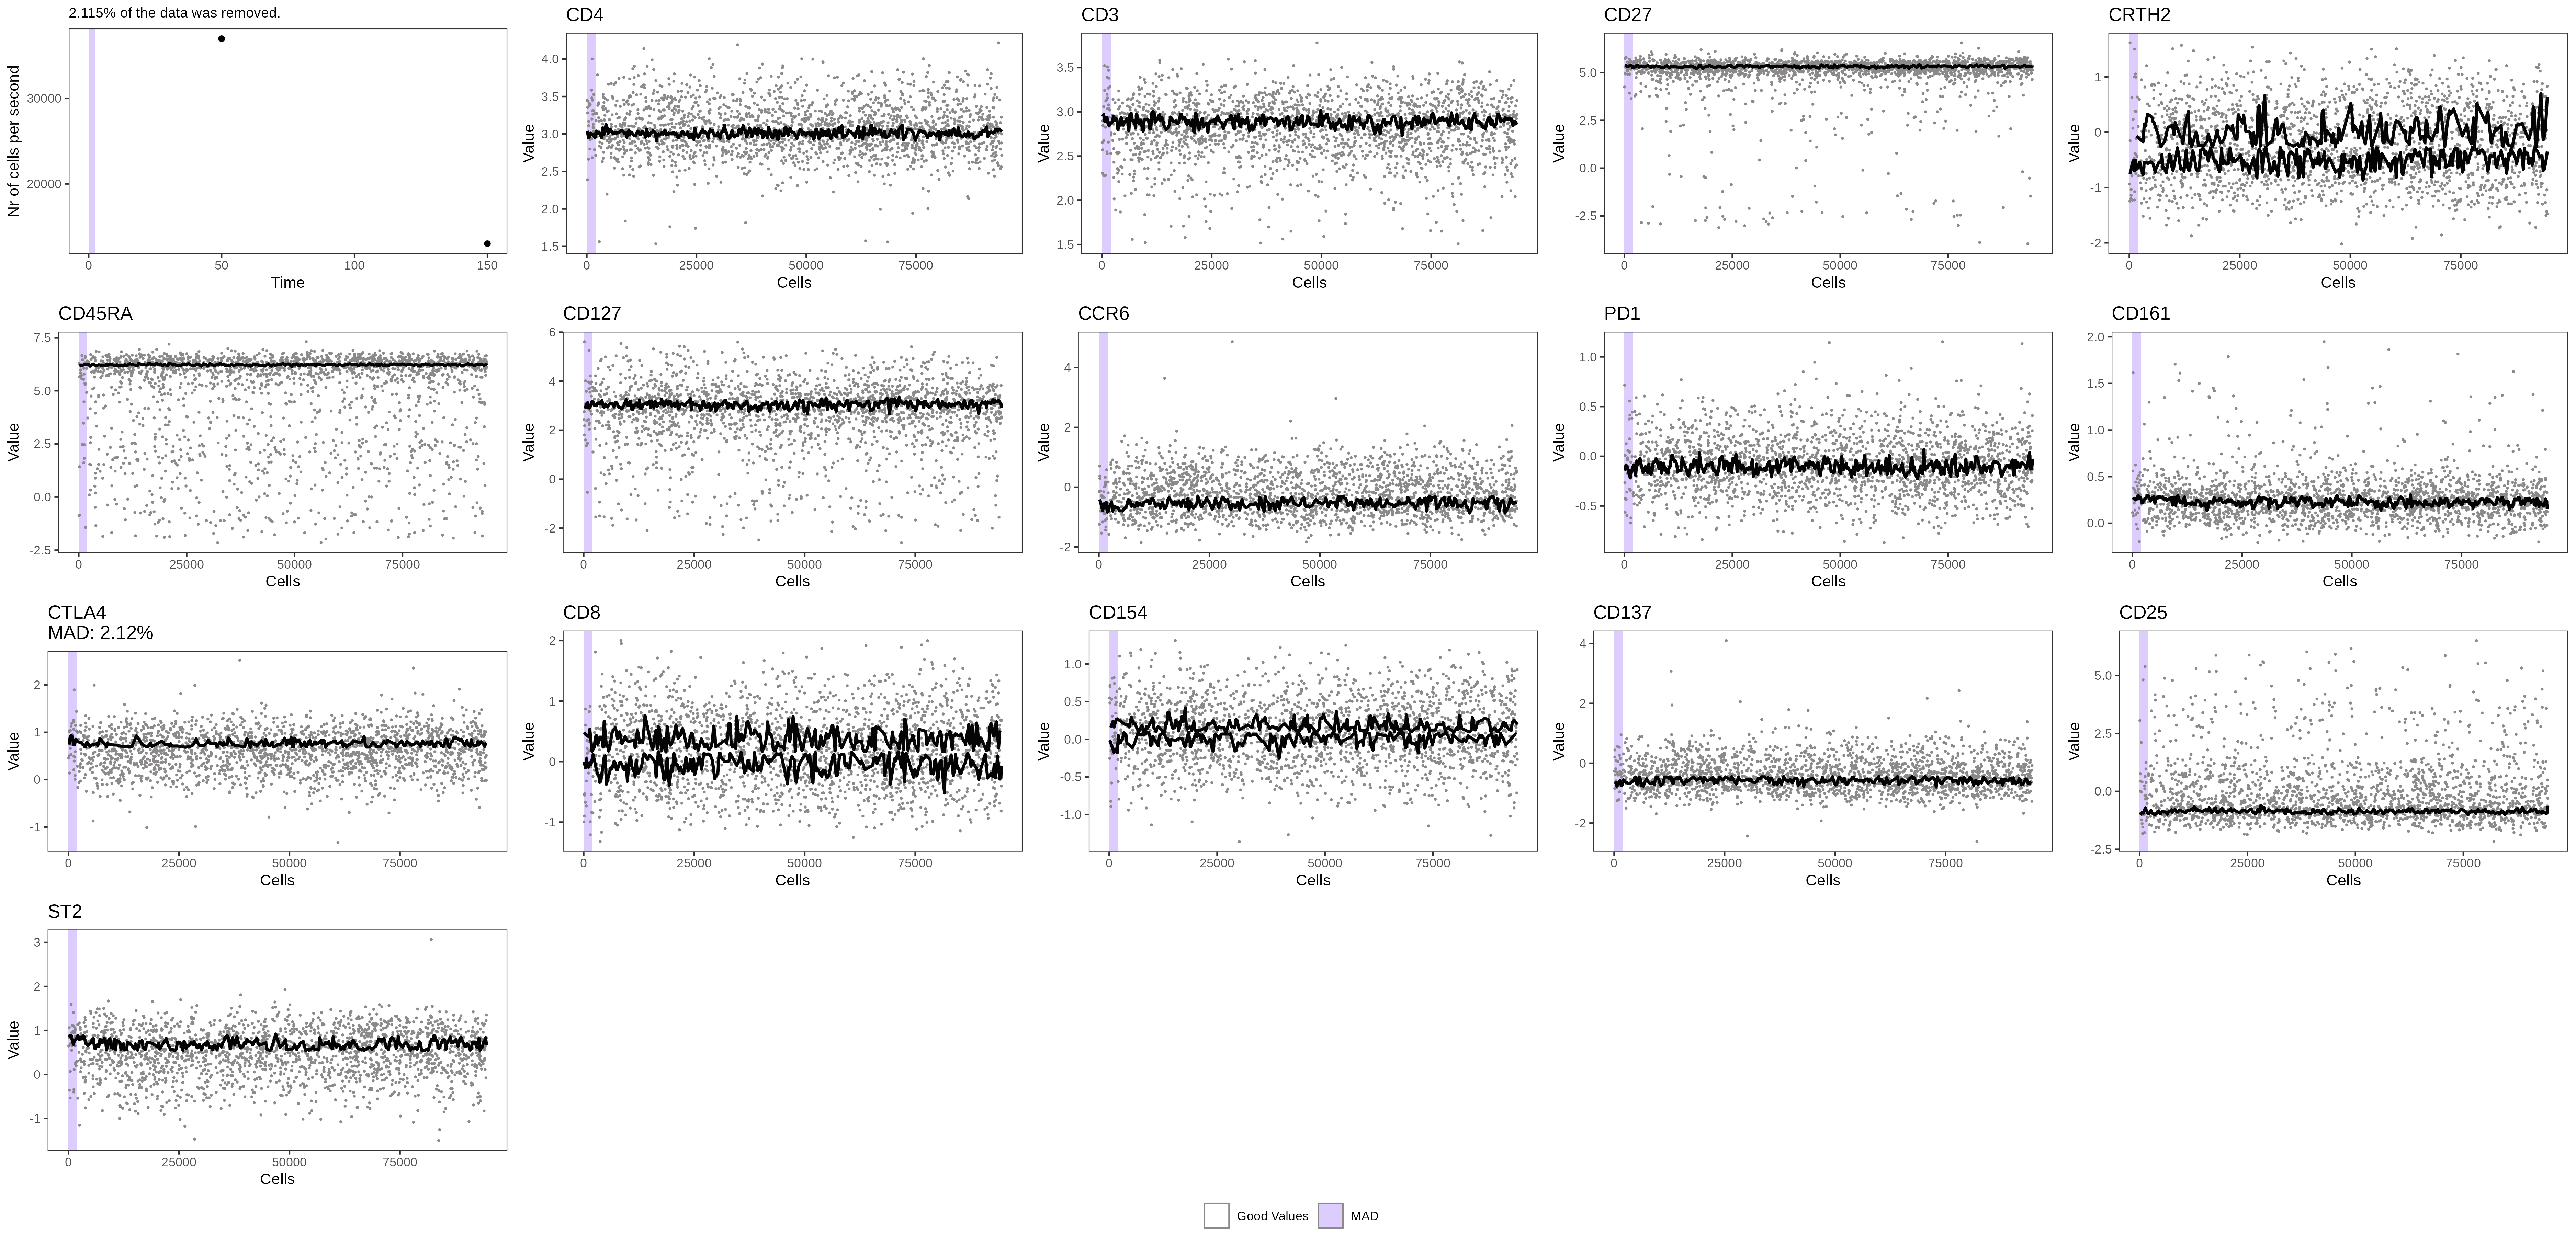 2.115% of the data was removed.
Nr of cells per second
30000
20000
0 50 100 150
Time
CD4
Value
4.0
3.5
3.0
2.5
2.0
1.5
0 25000 50000 75000
Cells
CD3
Value
3.5
3.0
2.5
2.0
1.5
0 25000 50000 75000
Cells
CD27
Value
5.0
2.5
0.0
-2.5
0 25000 50000 75000
Cells
CRTH2
Value
1
0
-1
-2
0 25000 50000 75000
Cells
CD45RA
Value
7.5
5.0
2.5
0.0
-2.5
0 25000 50000 75000
Cells
CD127
Value
6
4
2
0
-2
0 25000 50000 75000
Cells
CCR6
Value
4
2
0
-2
0 25000 50000 75000
Cells
PD1
Value
1.0
0.5
0.0
-0.5
0 25000 50000 75000
Cells
CD161
Value
2.0
1.5
1.0
0.5
0.0
0 25000 50000 75000
Cells
CTLA4
MAD: 2.12%
Value
2
1
0
-1
0 25000 50000 75000
Cells
CD8
Value
2
1
0
-1
0 25000 50000 75000
Cells
CD154
Value
1.0
0.5
0.0
-0.5
-1.0
0 25000 50000 75000
Cells
CD137
Value
4
2
0
-2
0 25000 50000 75000
Cells
CD25
Value
5.0
2.5
0.0
-2.5
0 25000 50000 75000
Cells
ST2
Value
3
2
1
0
-1
0 25000 50000 75000
Cells
Good Values MAD